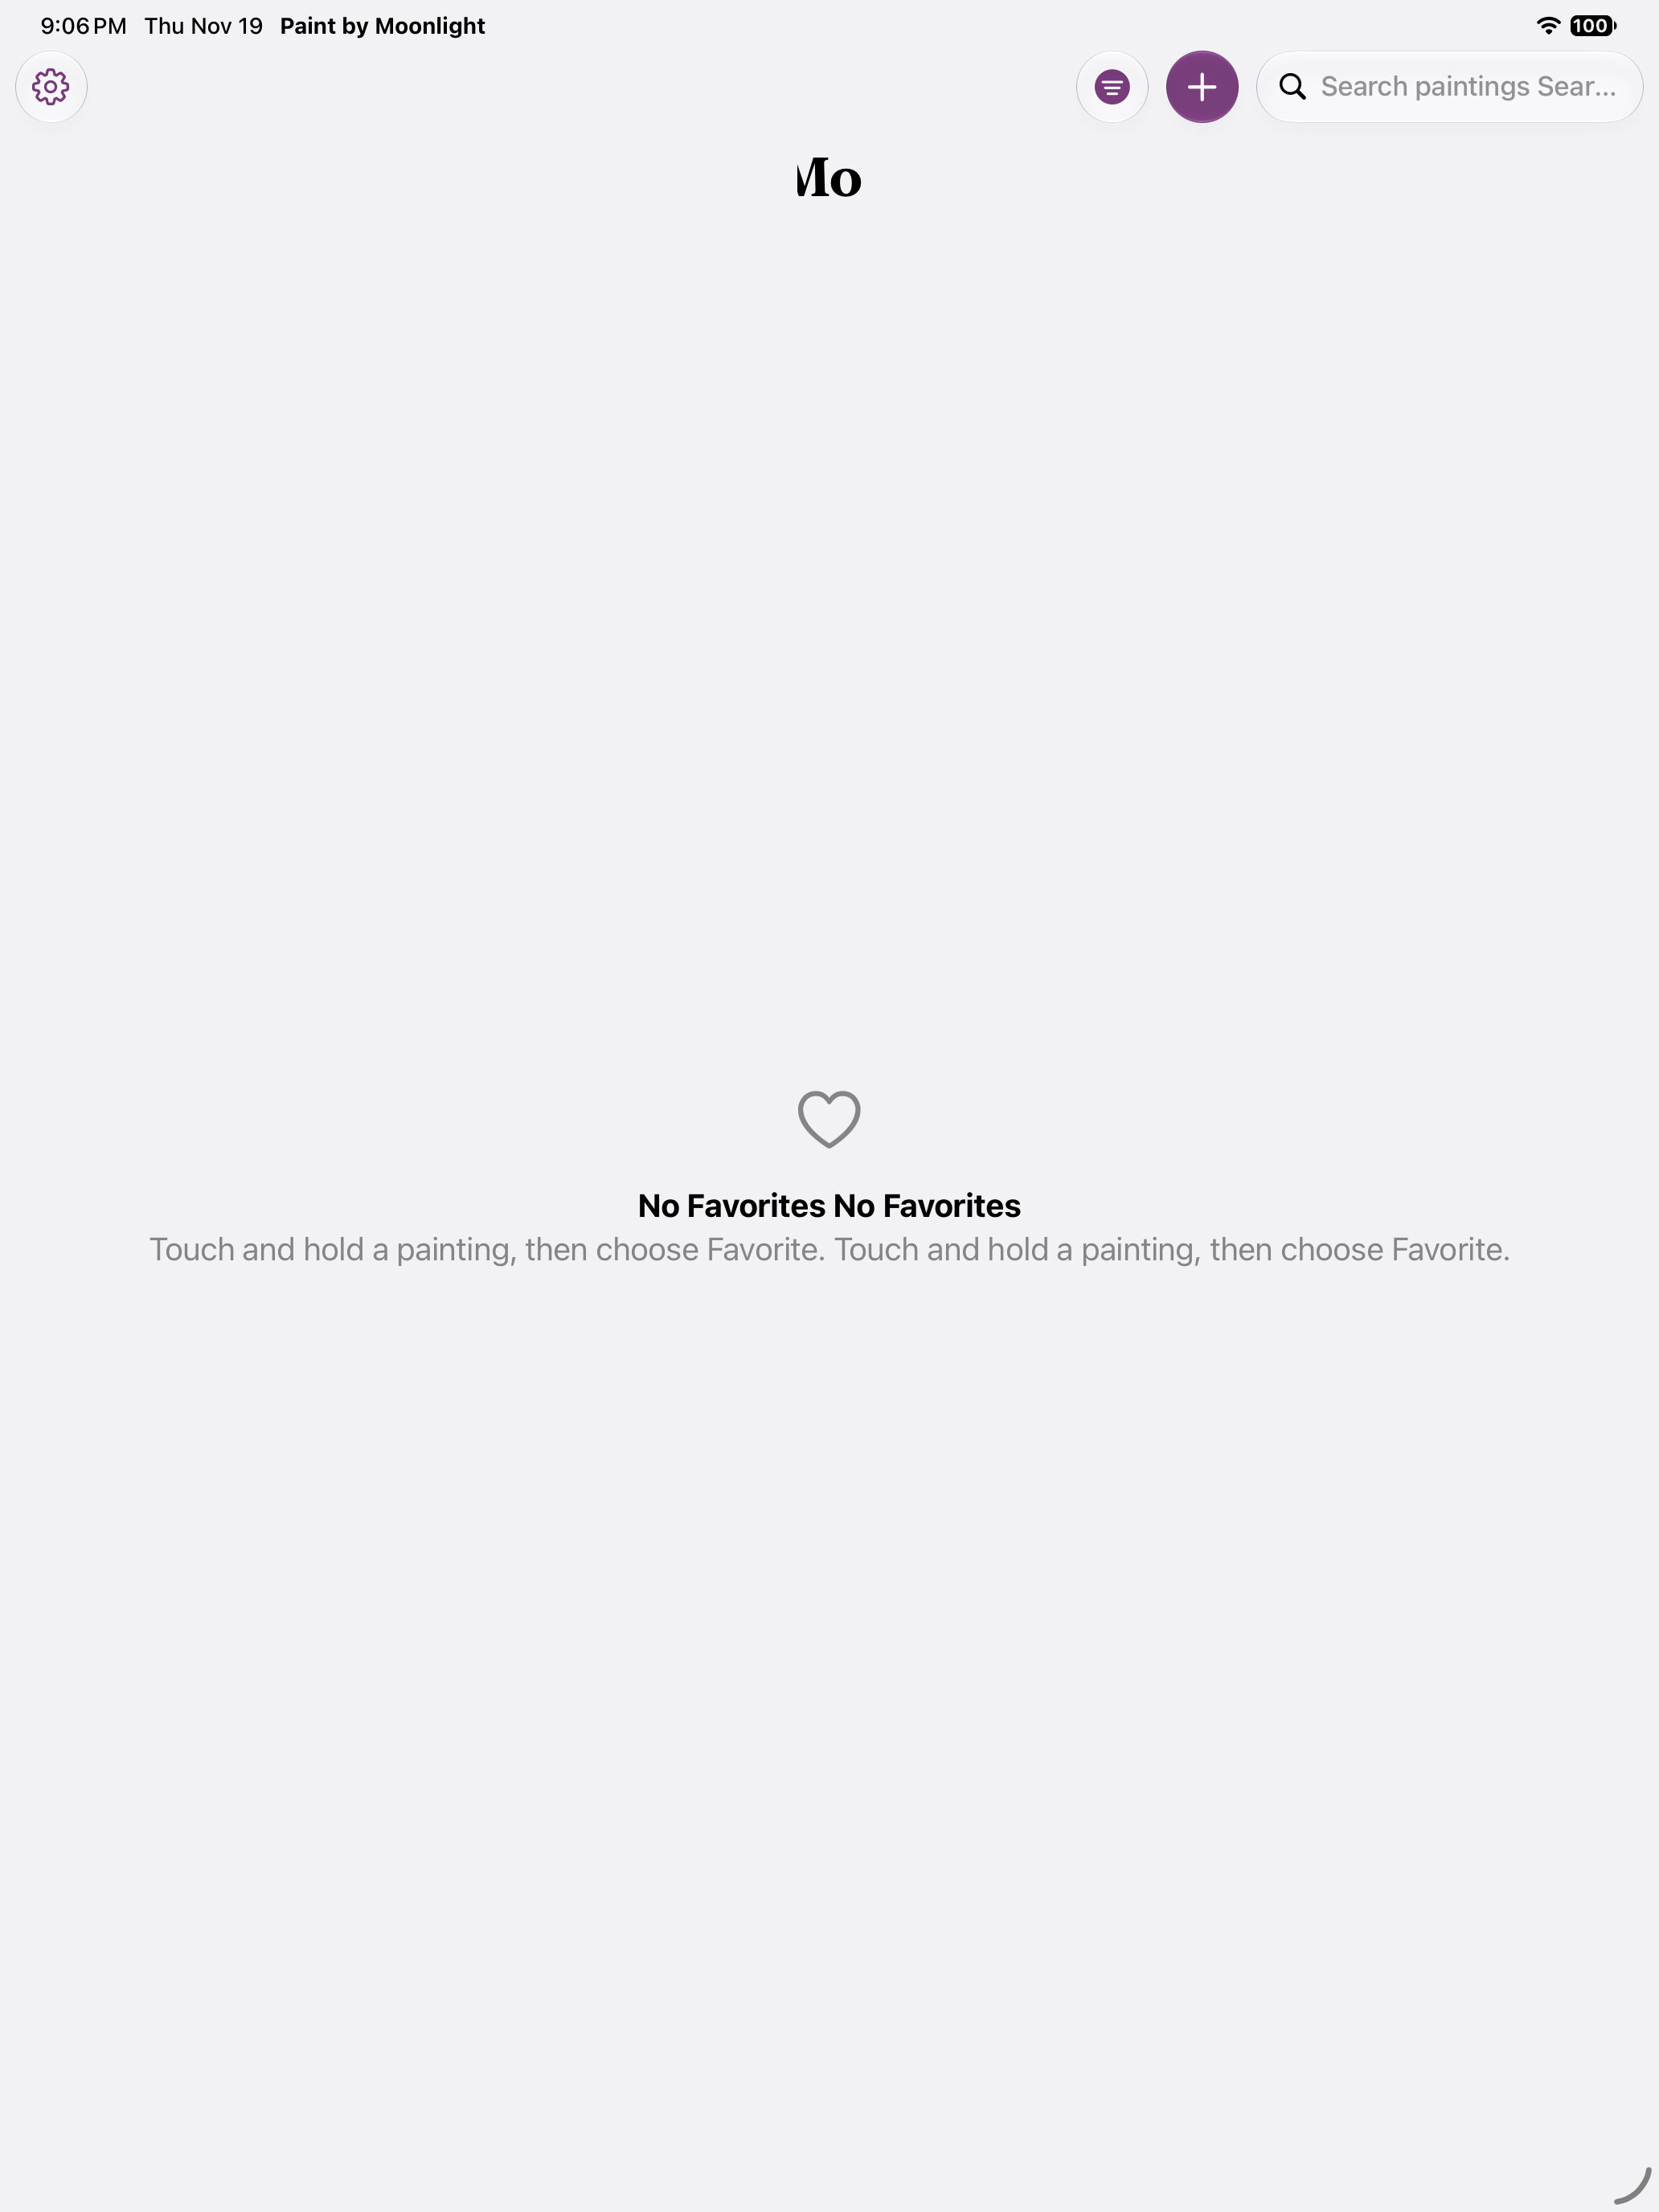 9:06 PM Thu Nov 19 Paint by Moonlight 100
Search paintings Sear...
Mo
No Favorites No Favorites
Touch and hold a painting, then choose Favorite. Touch and hold a painting, then choose Favorite.